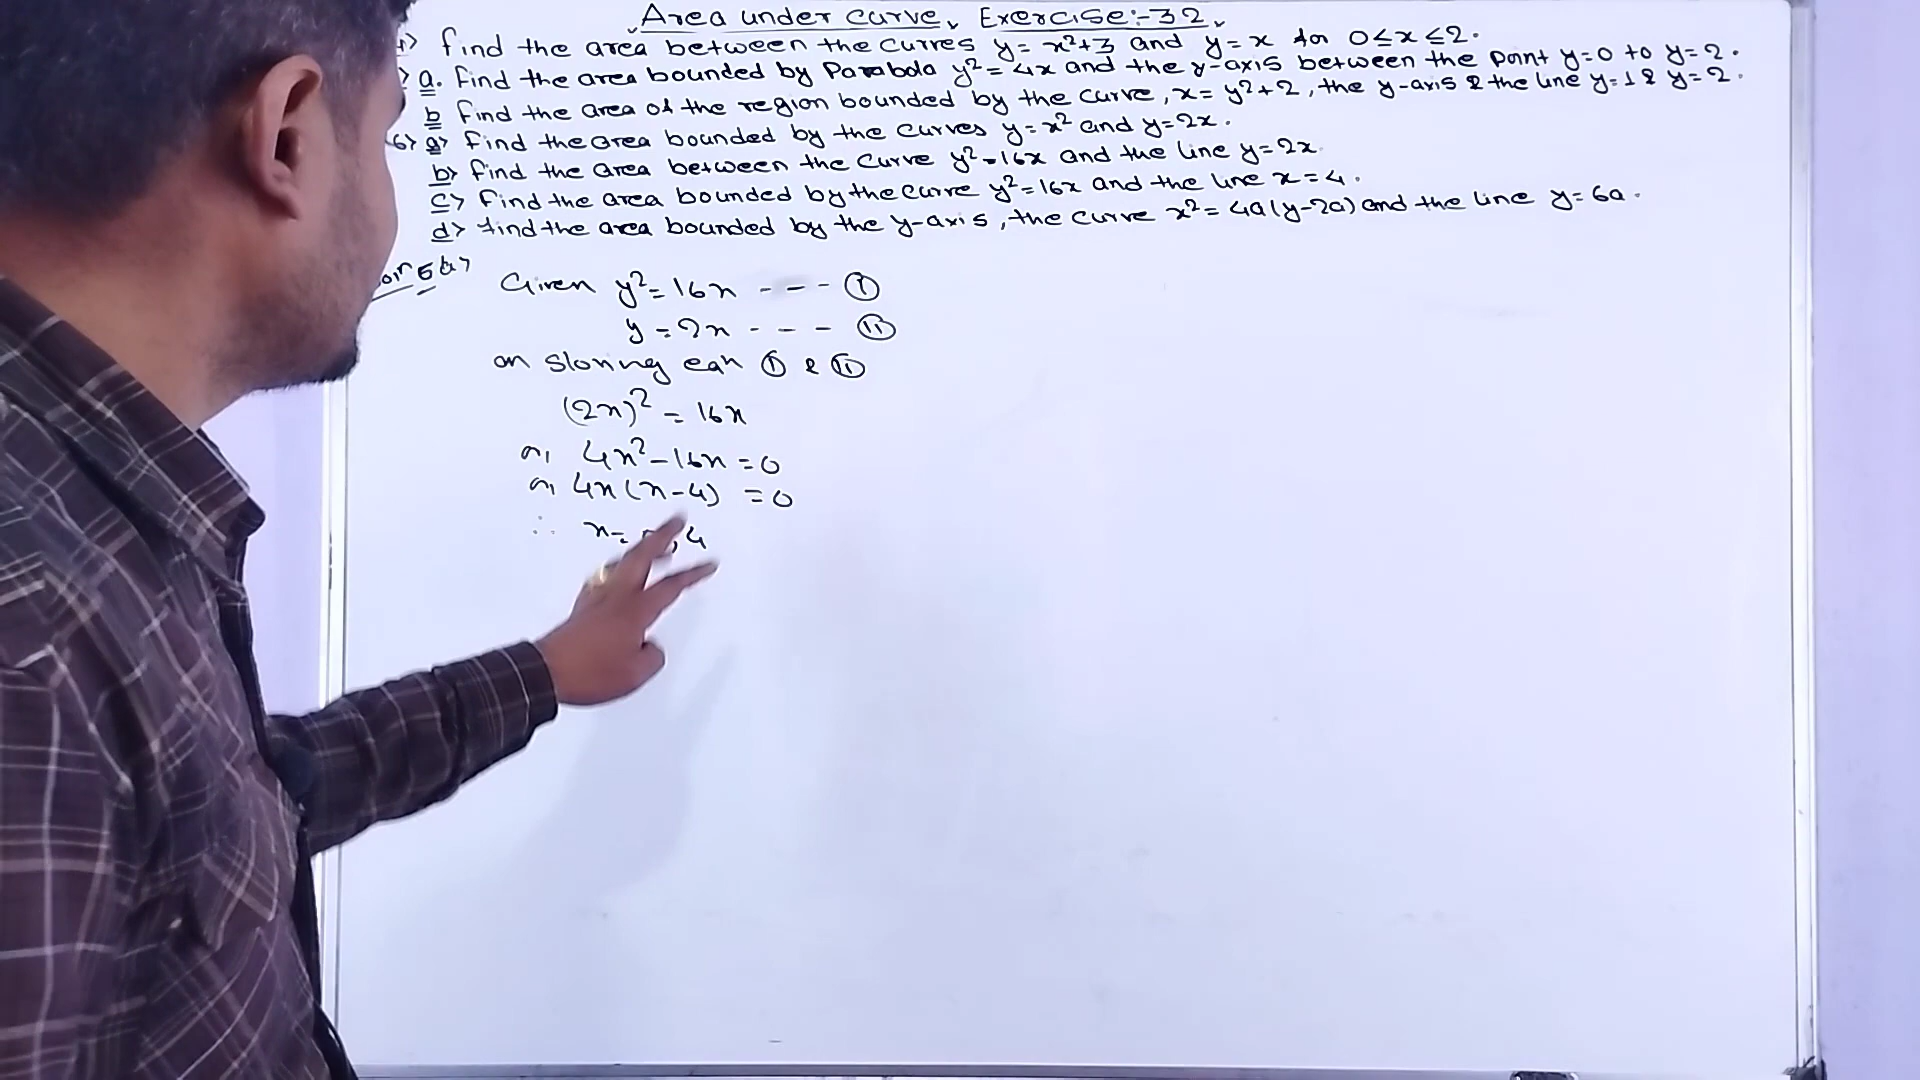 Area under curve, Exercise:-32,
> find the area between the curves y = x²+3 and y = x for 0≤x≤2.
> a. Find the area bounded by Parabola y² = 4x and the y-axis between the point y=0 to y=2.
b Find the area of the region bounded by the curve, x = y²+2, the y-axis & the line y=1 & y=2.
6> a> Find the area bounded by the curves y=x² and y=2x.
b> Find the area between the curve y²=16x and the line y=2x
c> Find the area bounded by the curve y²=16x and the line x=4.
d> find the area bounded by the y-axis, the curve x² = 4a(y-2a) and the line y=6a.
Given y² = 16x --- (I)
y = 2x --- (II)
on sloving eqn (I) & (II)
(2x)² = 16x
or, 4x² - 16x = 0
or, 4x(x-4) = 0
∴ x = ,4